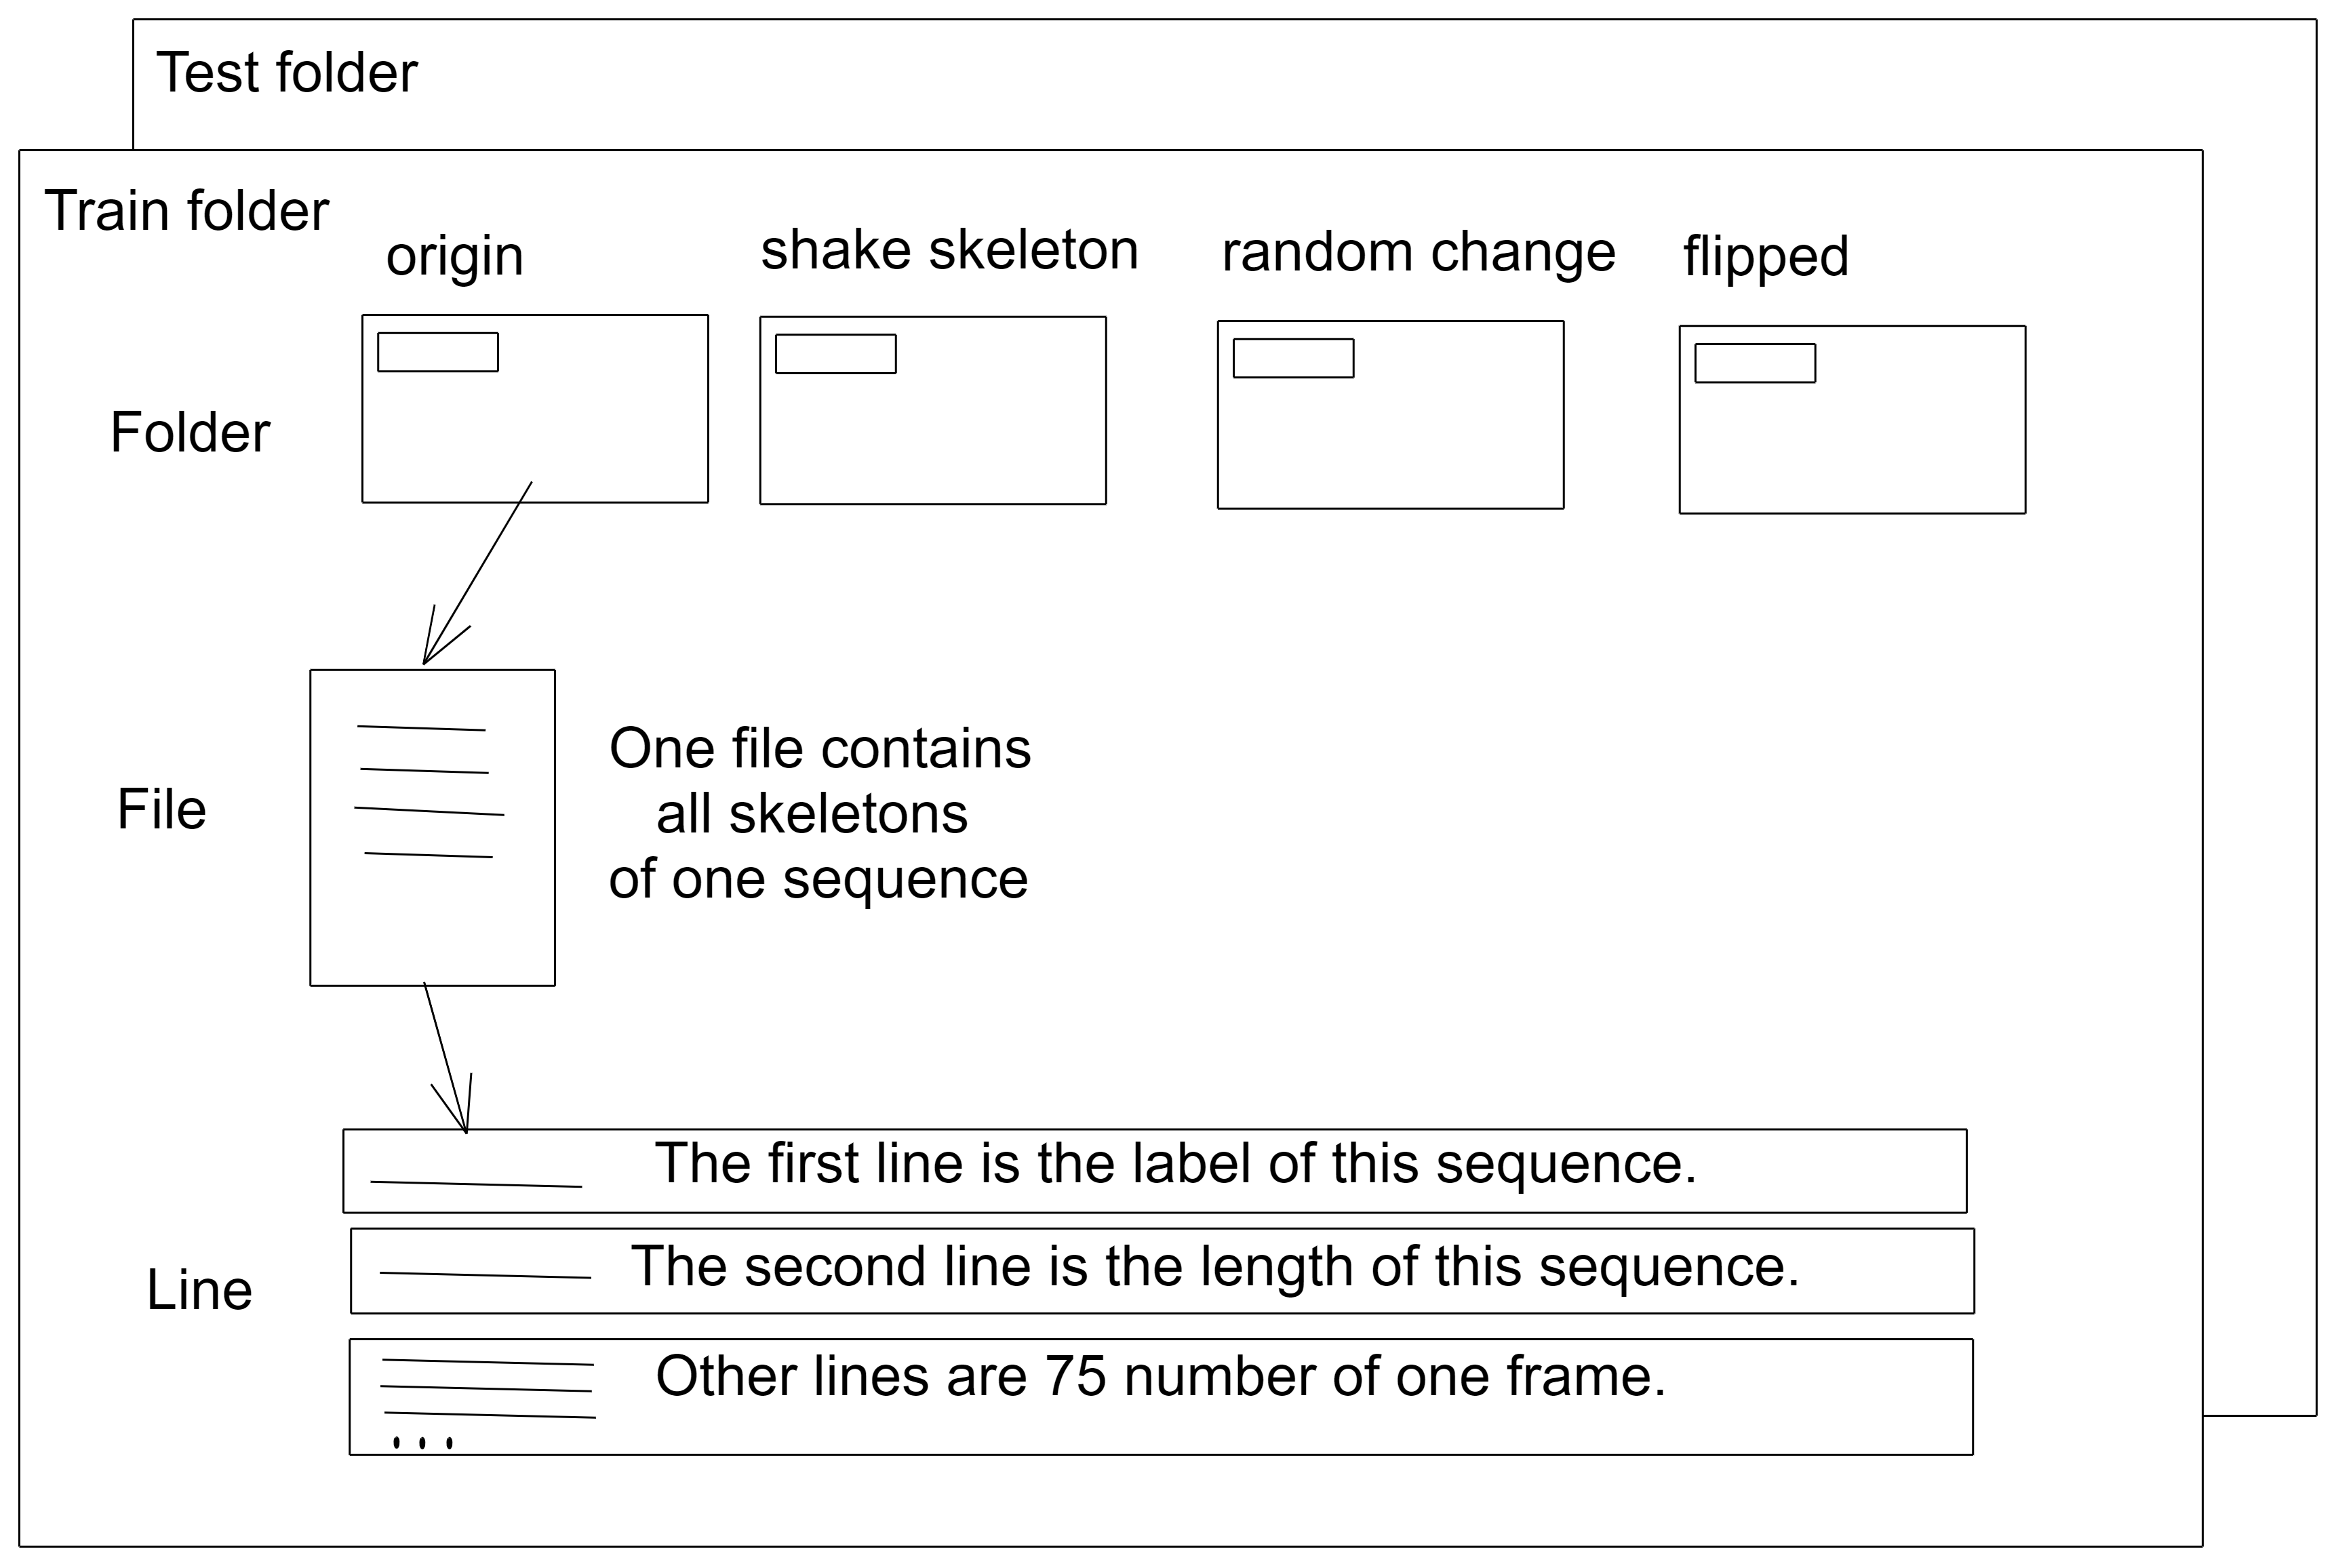 Test folder
Train folder
origin
shake skeleton
random change
flipped
Folder
File
One file contains
all skeletons
of one sequence
The first line is the label of this sequence.
Line
The second line is the length of this sequence.
Other lines are 75 number of one frame.